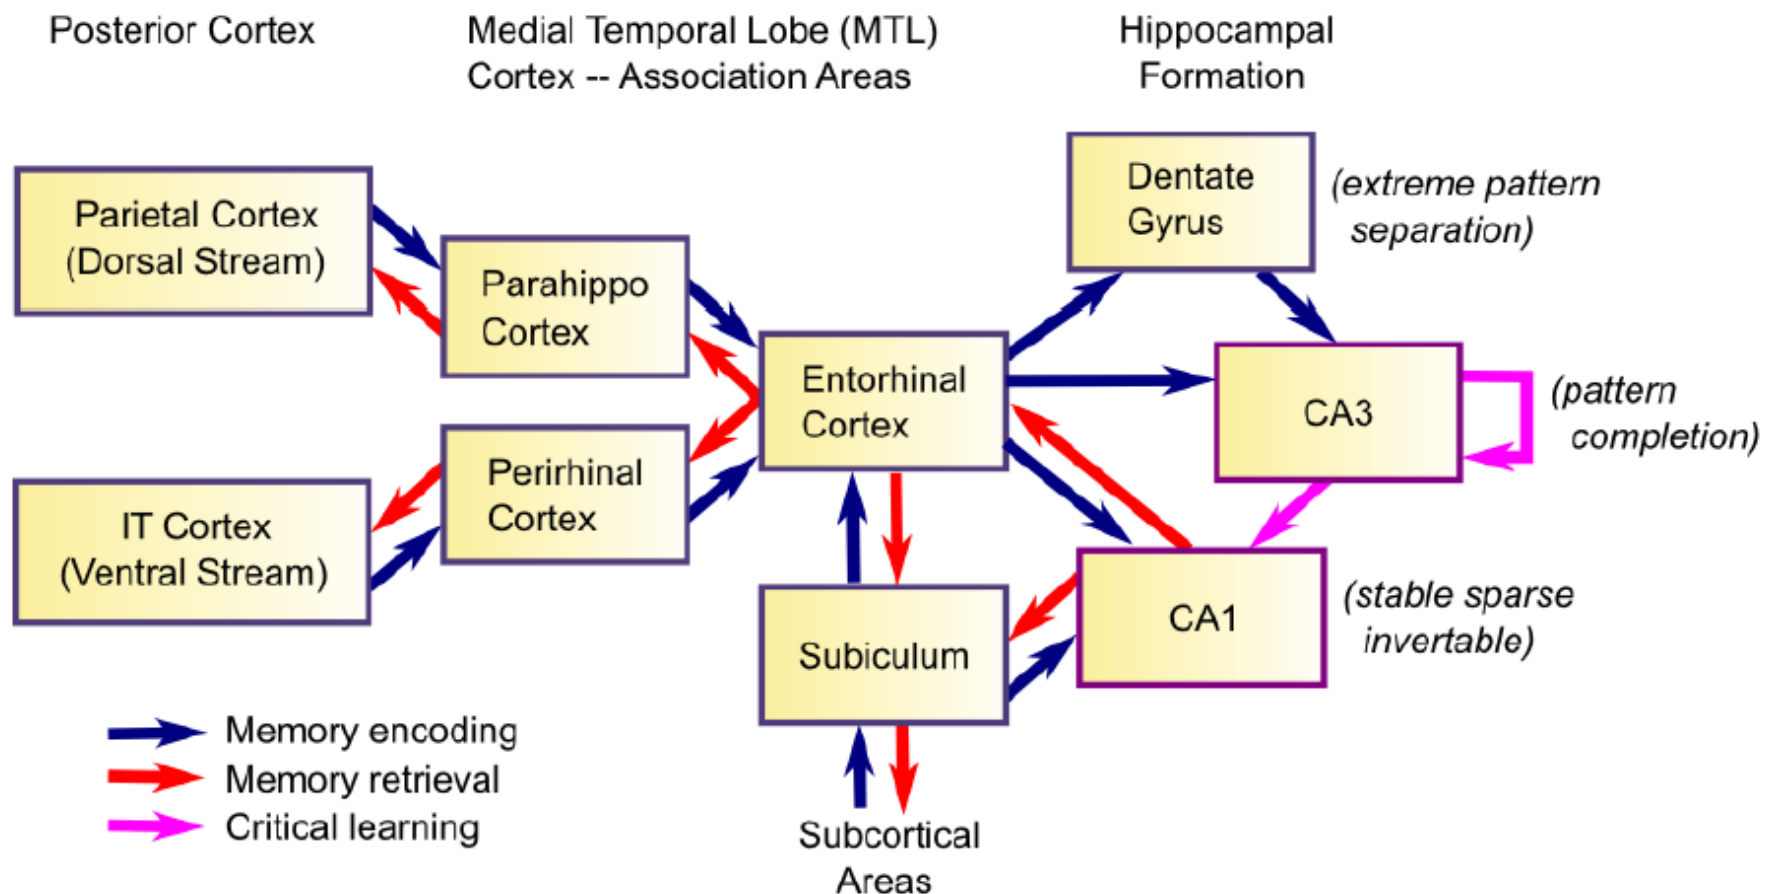 Posterior Cortex
Medial Temporal Lobe (MTL)
Cortex -- Association Areas
Hippocampal
Formation
Parietal Cortex
(Dorsal Stream)
IT Cortex
(Ventral Stream)
Parahippo
Cortex
Perirhinal
Cortex
Entorhinal
Cortex
Subiculum
Subcortical
Areas
Dentate
Gyrus
(extreme pattern
separation)
CA3
(pattern
completion)
CA1
(stable sparse
invertable)
Memory encoding
Memory retrieval
Critical learning